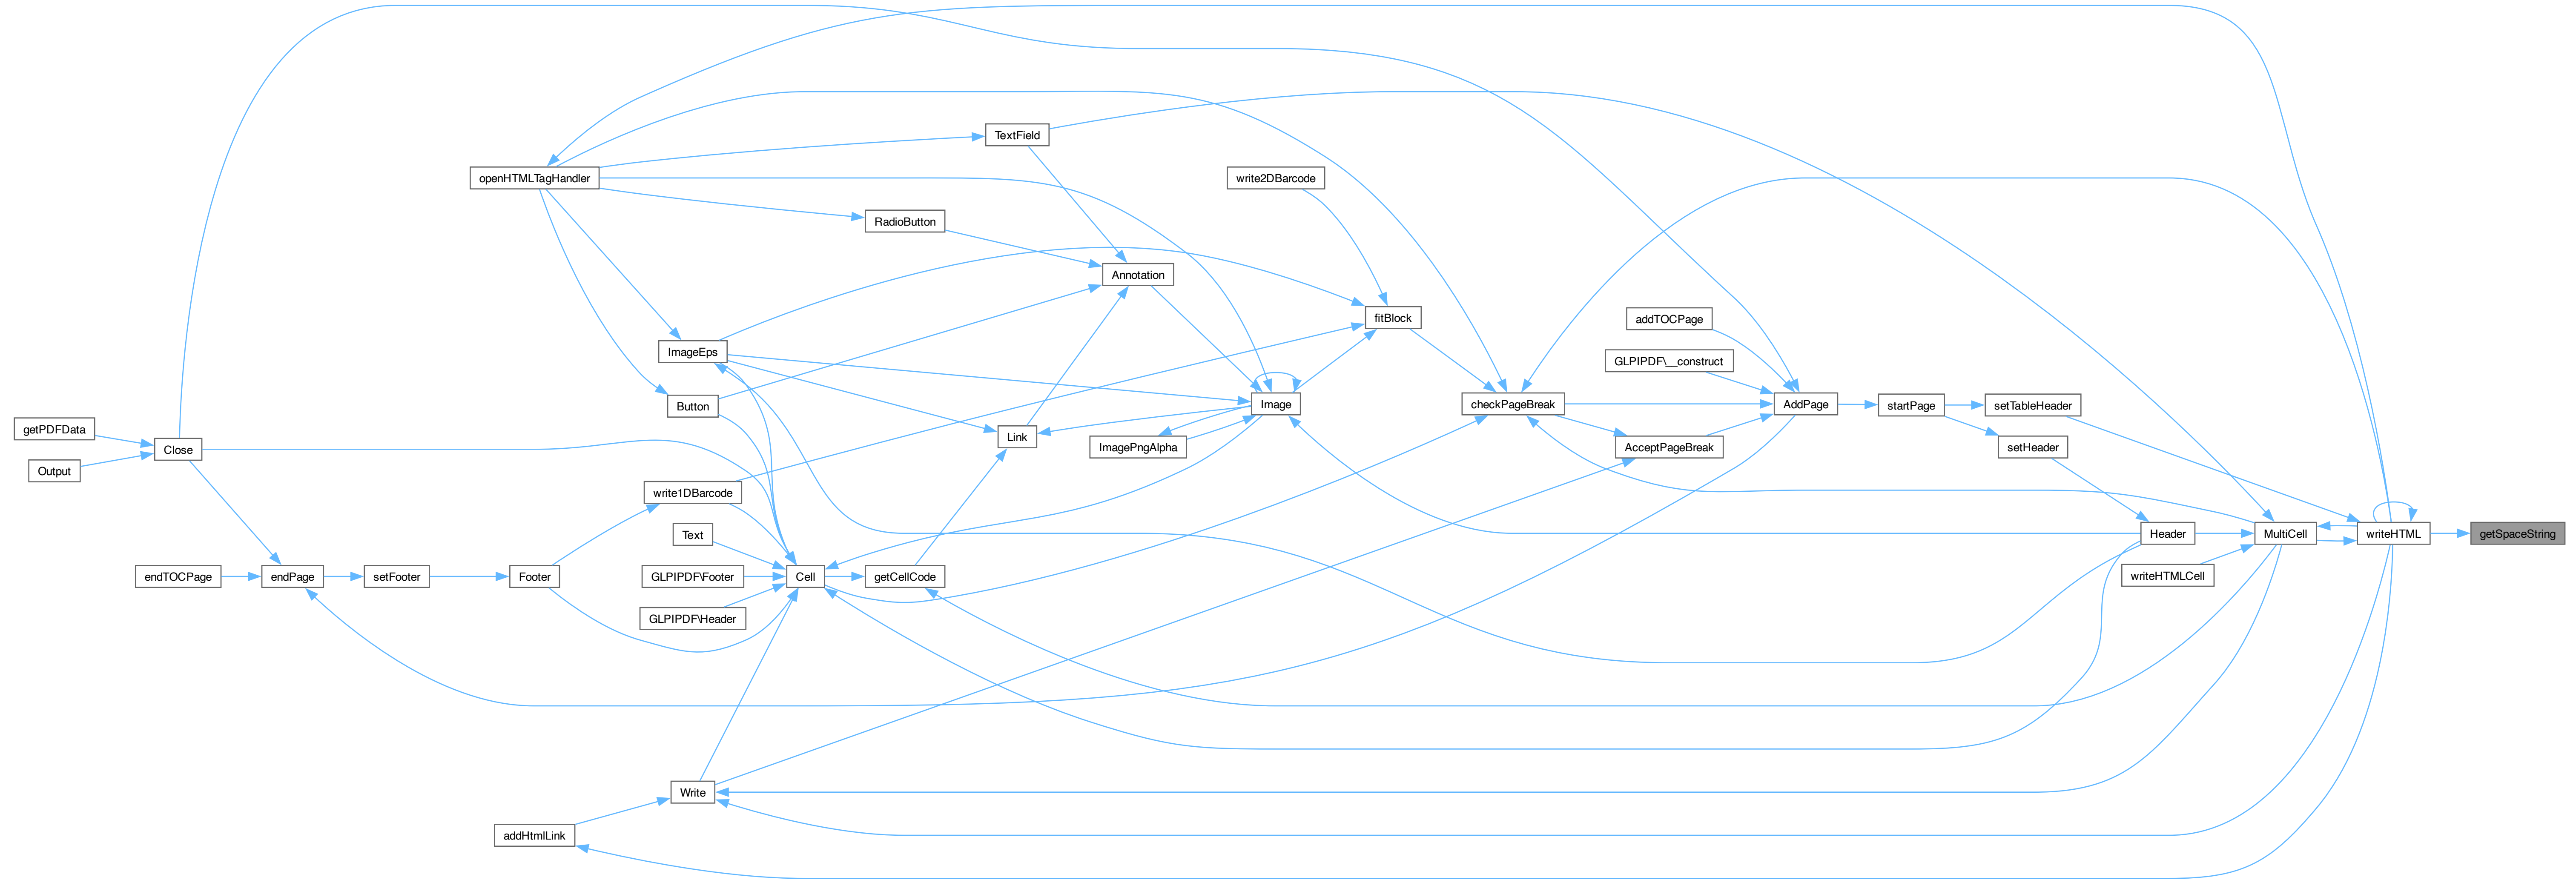 TextField
openHTMLTagHandler
write2DBarcode
RadioButton
Annotation
fitBlock
addTOCPage
ImageEps
GLPIPDF\__construct
Button
Image
checkPageBreak
AddPage
startPage
setTableHeader
getPDFData
Close
Link
ImagePngAlpha
AcceptPageBreak
setHeader
Output
write1DBarcode
Text
Header
MultiCell
writeHTML
getSpaceString
endTOCPage
endPage
setFooter
Footer
GLPIPDF\Footer
Cell
getCellCode
writeHTMLCell
GLPIPDF\Header
Write
addHtmlLink